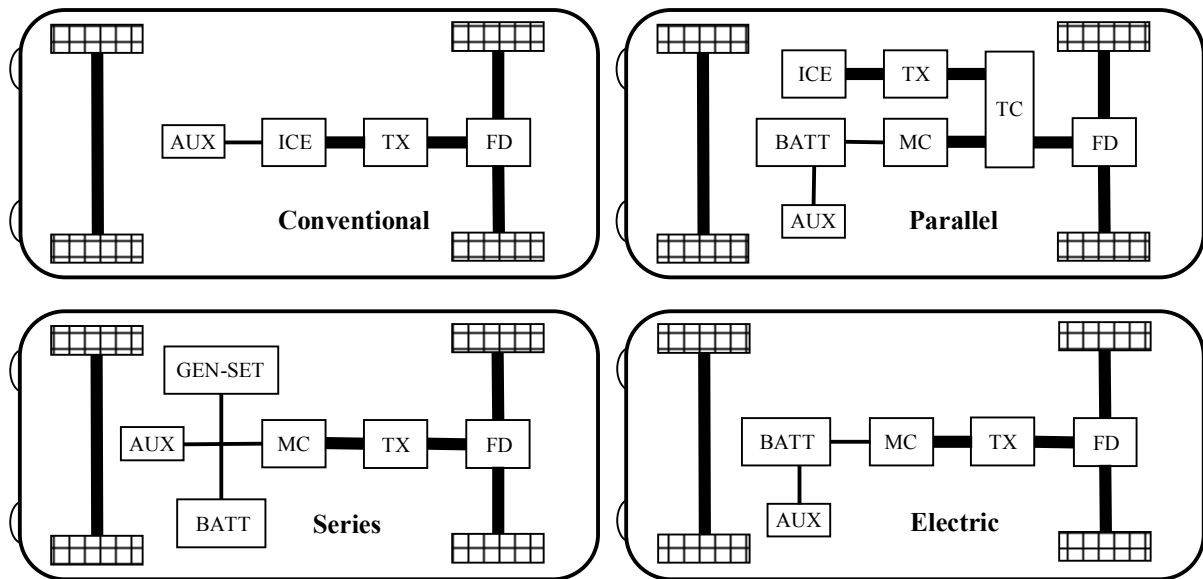 AUX ICE TX FD
Conventional
ICE TX
TC
BATT MC FD
AUX
Parallel
GEN-SET
AUX MC TX FD
BATT
Series
BATT MC TX FD
AUX
Electric